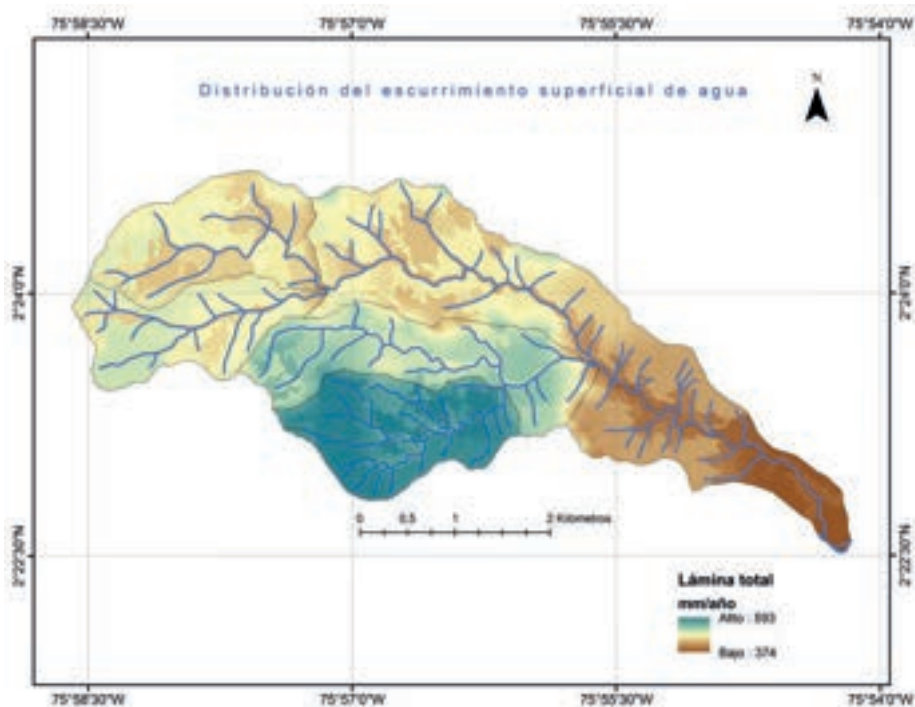 75°58'30"W 75°57'0"W 75°55'30"W 75°54'0"W
Distribución del escurrimiento superficial de agua
N
2°24'0"N 2°24'0"N
0 0.5 1 2 Kilometros
2°22'30"N 2°22'30"N
Lámina total
mm/año
Alto :
Bajo : 374
75°58'30"W 75°57'0"W 75°55'30"W 75°54'0"W